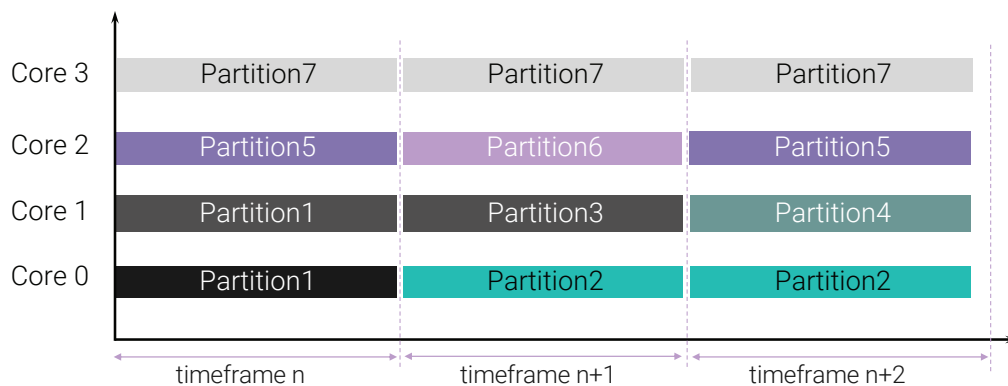 Core 3 Partition7 Partition7 Partition7
Core 2 Partition5 Partition6 Partition5
Core 1 Partition1 Partition3 Partition4
Core 0 Partition1 Partition2 Partition2
timeframe n timeframe n+1 timeframe n+2